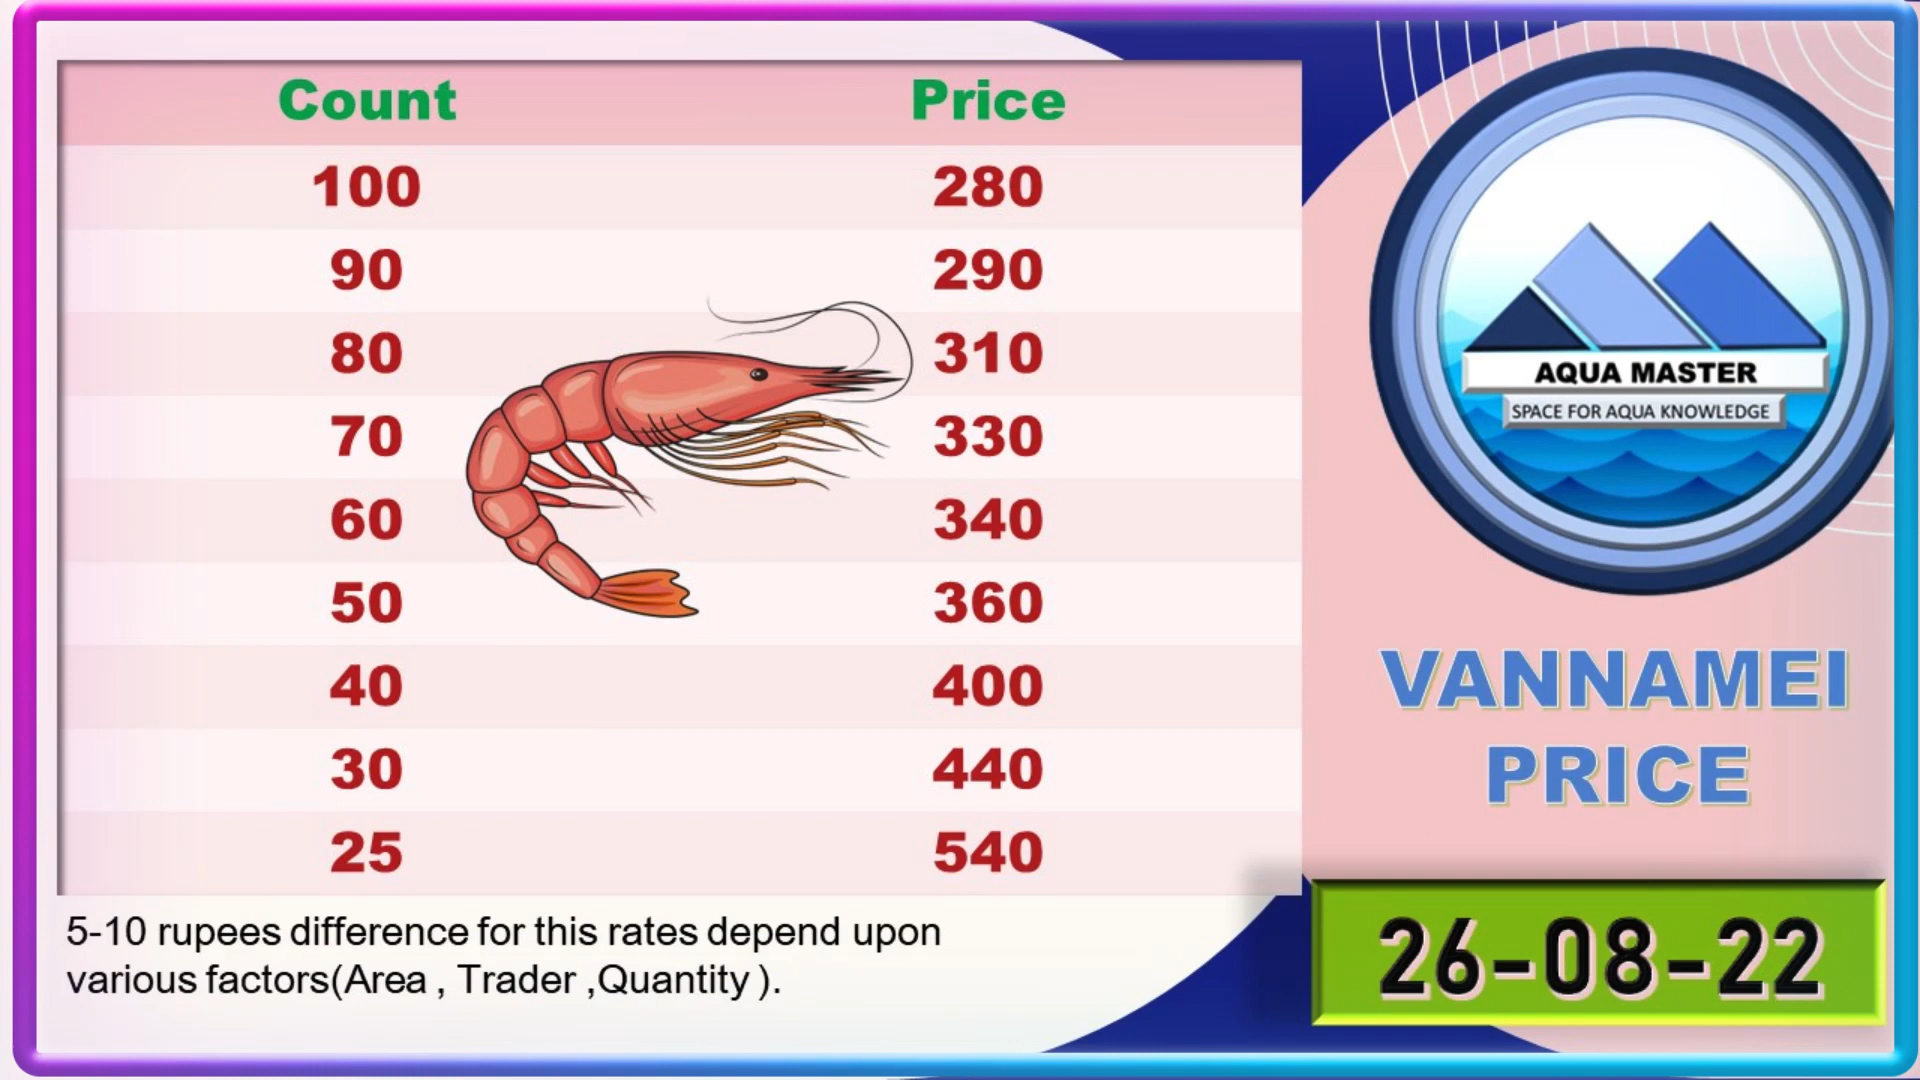 Count Price
100 280
90 290
80 310
70 330
60 340
50 360
40 400
30 440
25 540
5-10 rupees difference for this rates depend upon
various factors(Area , Trader ,Quantity ).
AQUA MASTER
SPACE FOR AQUA KNOWLEDGE
VANNAMEI
PRICE
26-08-22